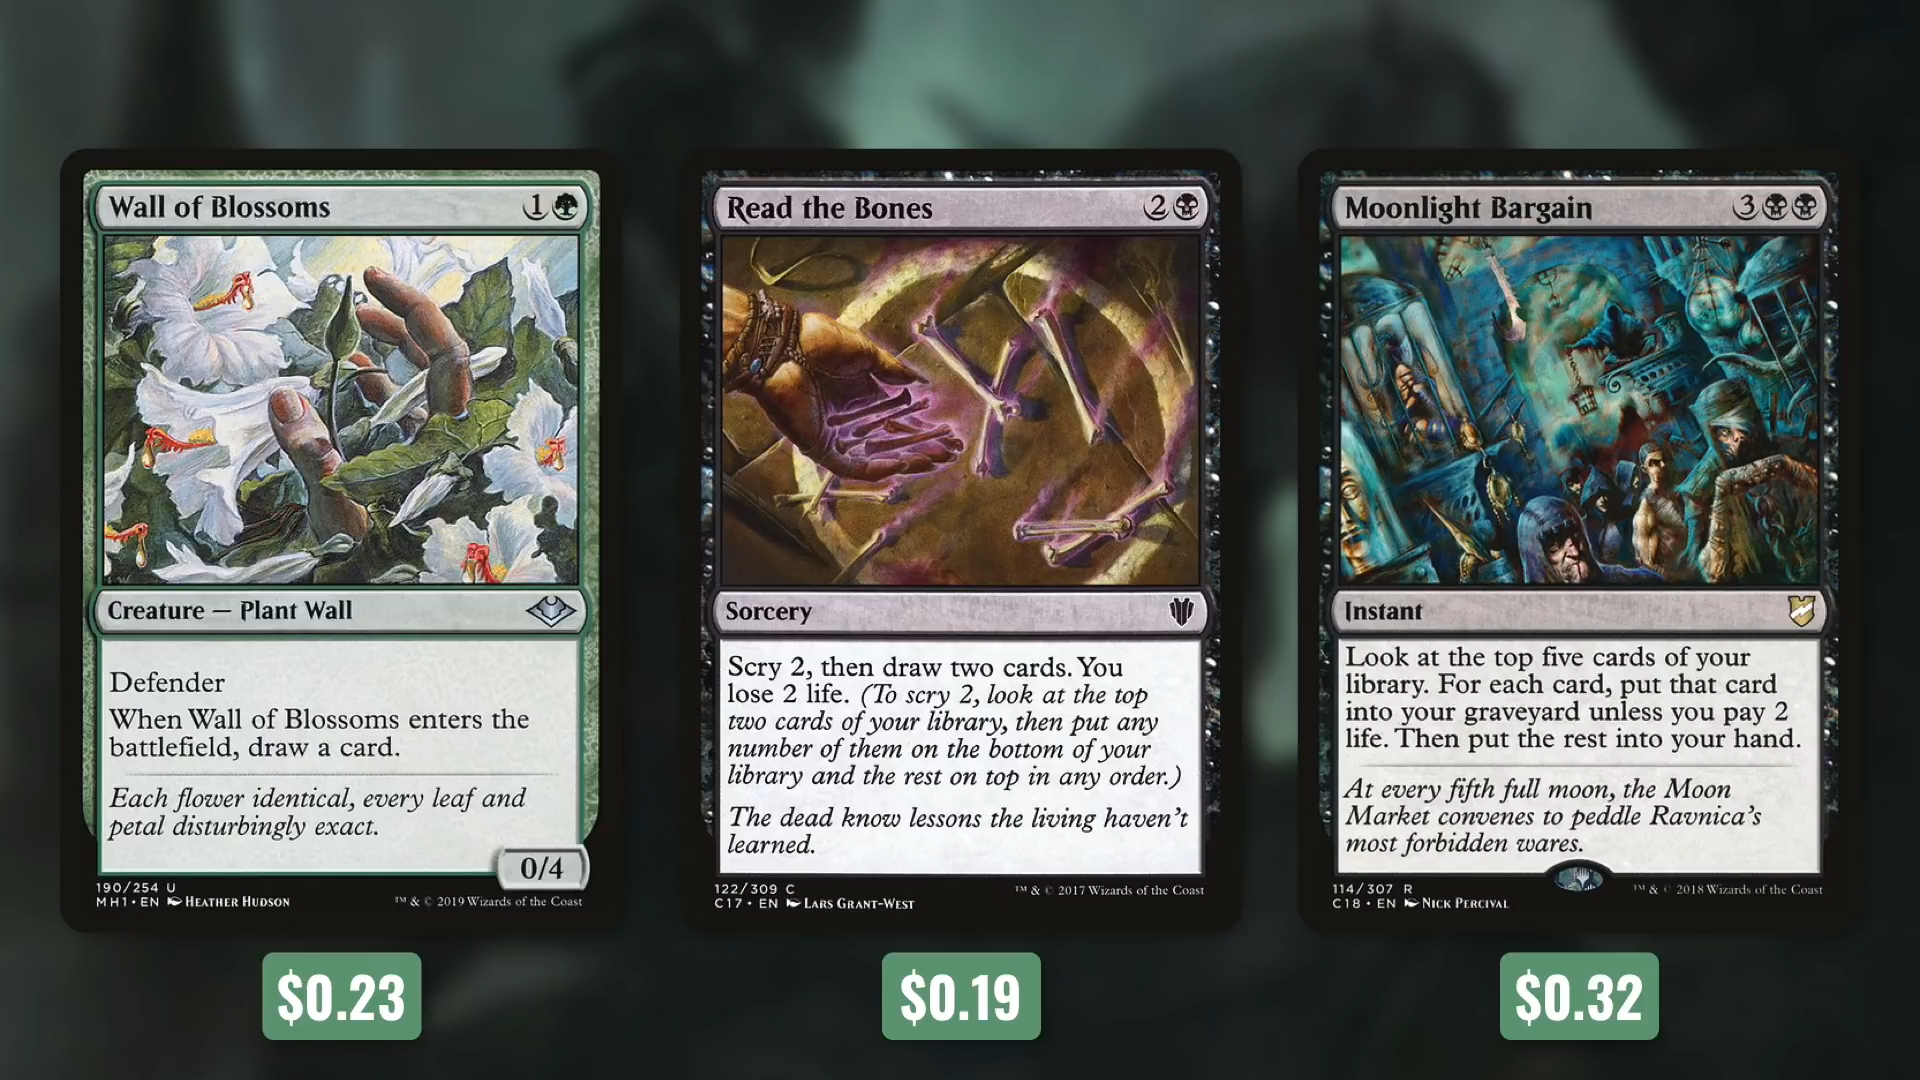 Wall of Blossoms 1
Creature — Plant Wall
Defender
When Wall of Blossoms enters the
battlefield, draw a card.
Each flower identical, every leaf and
petal disturbingly exact.
0/4
190/254 U
MH1 • EN HEATHER HUDSON
™ & © 2019 Wizards of the Coast
$0.23
Read the Bones 2
Sorcery
Scry 2, then draw two cards. You
lose 2 life. (To scry 2, look at the top
two cards of your library, then put any
number of them on the bottom of your
library and the rest on top in any order.)
The dead know lessons the living haven't
learned.
122/309 C
C17 • EN LARS GRANT-WEST
™ & © 2017 Wizards of the Coast
$0.19
Moonlight Bargain 3
Instant
Look at the top five cards of your
library. For each card, put that card
into your graveyard unless you pay 2
life. Then put the rest into your hand.
At every fifth full moon, the Moon
Market convenes to peddle Ravnica's
most forbidden wares.
114/307 R
C18 • EN NICK PERCIVAL
™ & © 2018 Wizards of the Coast
$0.32